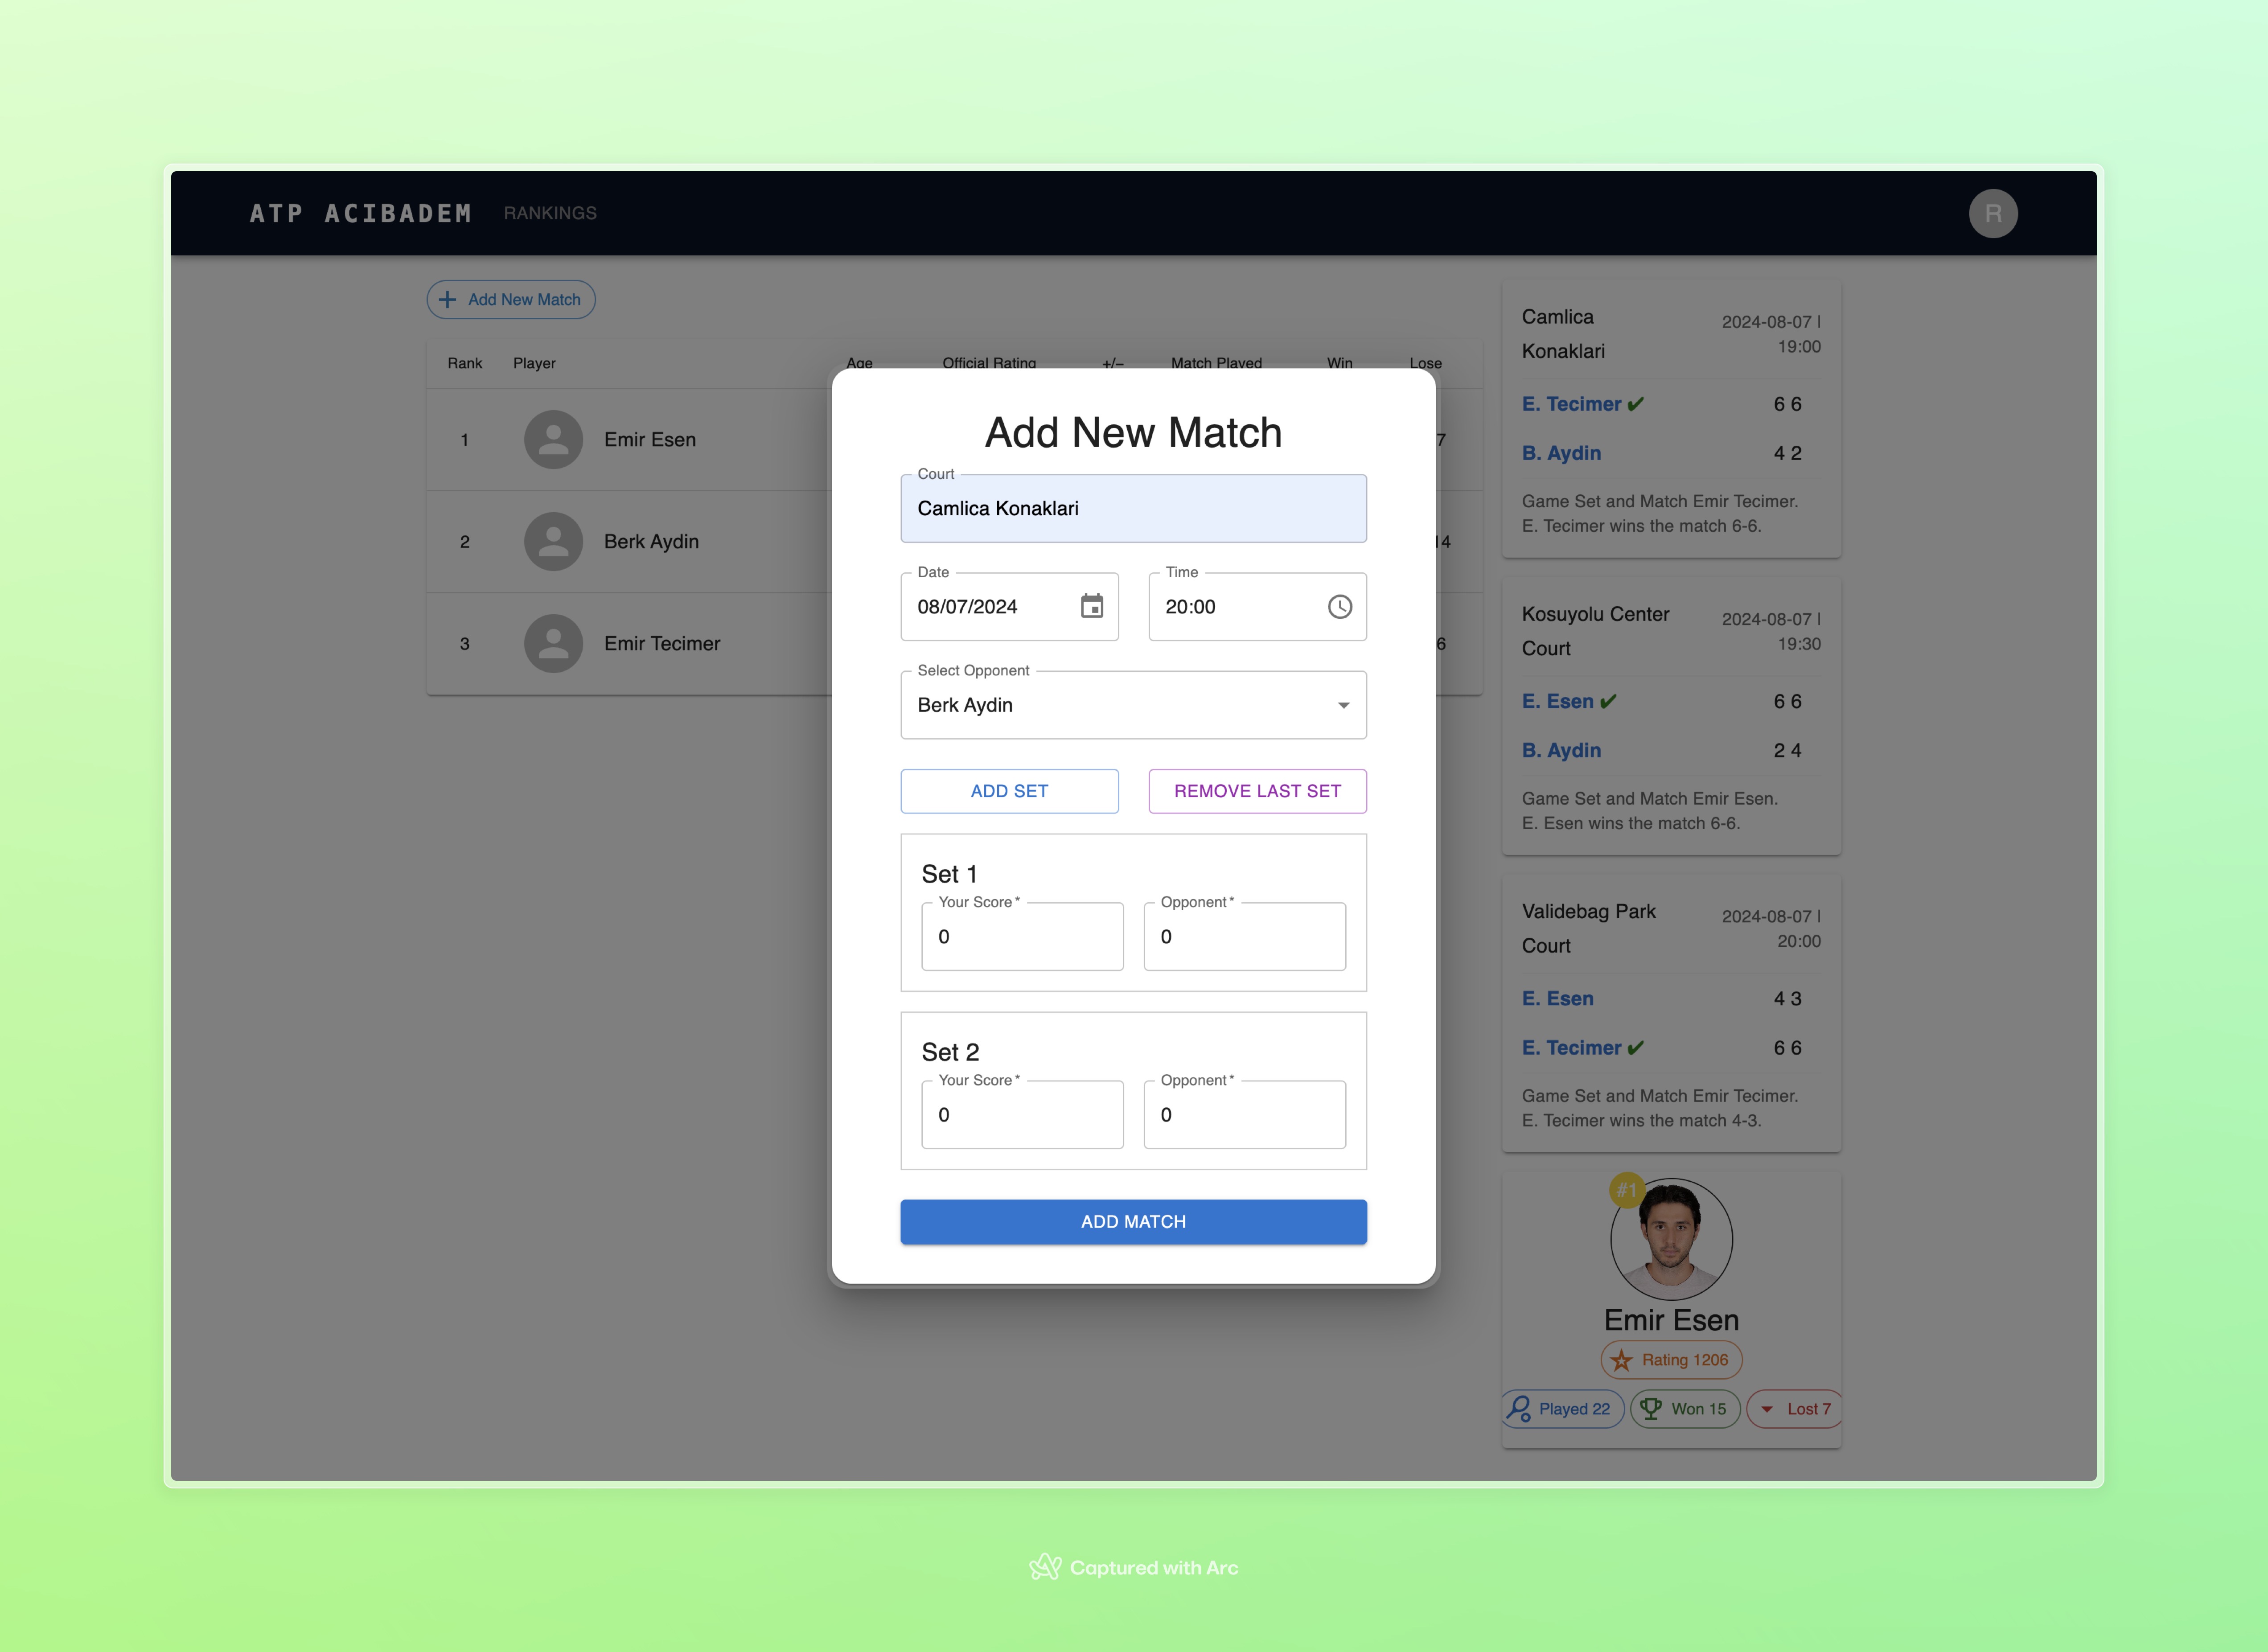 ATP ACIBADEM
RANKINGS
R
Add New Match
Rank Player Age Official Rating +/− Match Played Win Lose
1 Emir Esen 7
2 Berk Aydin 14
3 Emir Tecimer 6
Add New Match
Court
Camlica Konaklari
Date
08/07/2024
Time
20:00
Select Opponent
Berk Aydin
ADD SET
REMOVE LAST SET
Set 1
Your Score *
0
Opponent *
0
Set 2
Your Score *
0
Opponent *
0
ADD MATCH
Camlica
Konaklari
2024-08-07 |
19:00
E. Tecimer ✔ 6 6
B. Aydin 4 2
Game Set and Match Emir Tecimer.
E. Tecimer wins the match 6-6.
Kosuyolu Center
Court
2024-08-07 |
19:30
E. Esen ✔ 6 6
B. Aydin 2 4
Game Set and Match Emir Esen.
E. Esen wins the match 6-6.
Validebag Park
Court
2024-08-07 |
20:00
E. Esen 4 3
E. Tecimer ✔ 6 6
Game Set and Match Emir Tecimer.
E. Tecimer wins the match 4-3.
#1
Emir Esen
Rating 1206
Played 22
Won 15
Lost 7
Captured with Arc